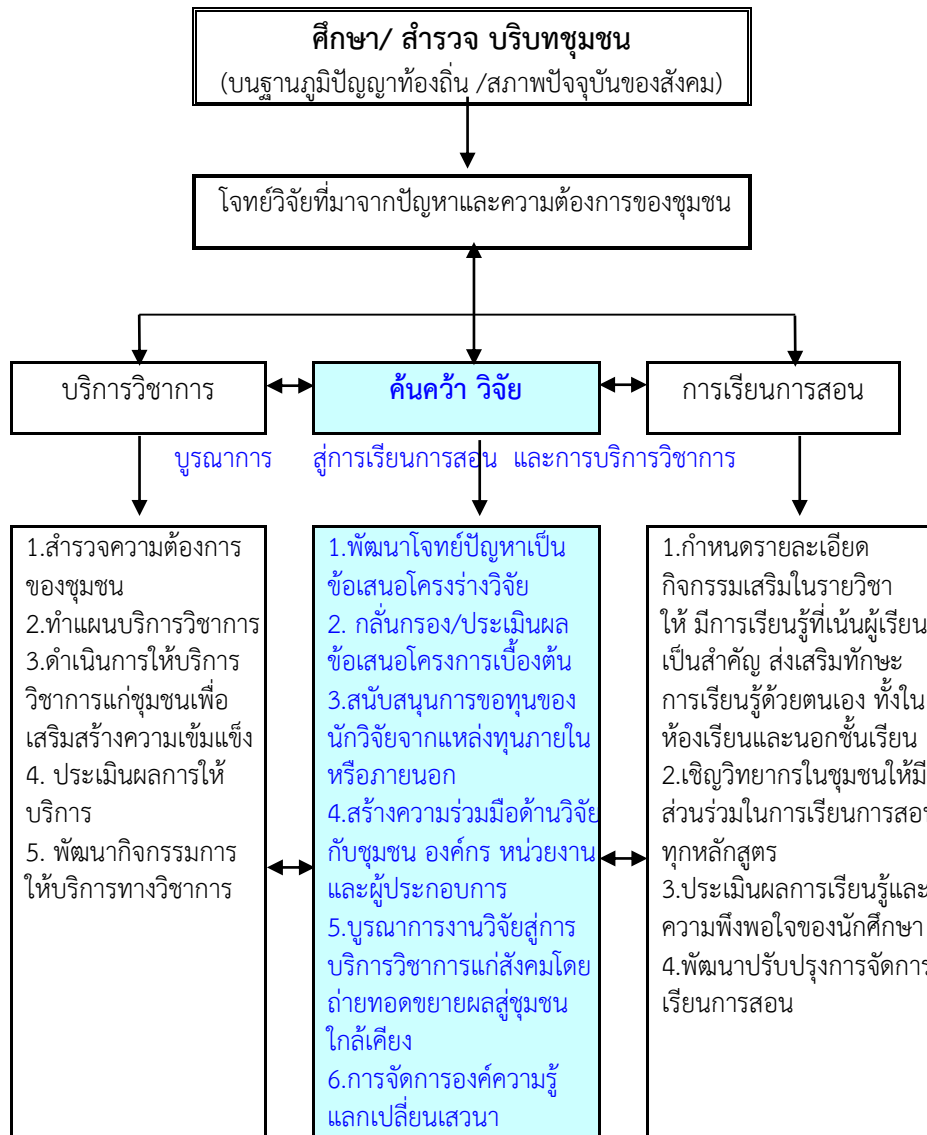 ศึกษา/ สำรวจ บริบทชุมชน
(บนฐานภูมิปัญญาท้องถิ่น /สภาพปัจจุบันของสังคม)
โจทย์วิจัยที่มาจากปัญหาและความต้องการของชุมชน
บริการวิชาการ
ค้นคว้า วิจัย
การเรียนการสอน
บูรณาการ สู่การเรียนการสอน และการบริการวิชาการ
1.สำรวจความต้องการ
ของชุมชน
2.ทำแผนบริการวิชาการ
3.ดำเนินการให้บริการ
วิชาการแก่ชุมชนเพื่อ
เสริมสร้างความเข้มแข็ง
4. ประเมินผลการให้
บริการ
5. พัฒนากิจกรรมการ
ให้บริการทางวิชาการ
1.พัฒนาโจทย์ปัญหาเป็น
ข้อเสนอโครงร่างวิจัย
2. กลั่นกรอง/ประเมินผล
ข้อเสนอโครงการเบื้องต้น
3.สนับสนุนการขอทุนของ
นักวิจัยจากแหล่งทุนภายใน
หรือภายนอก
4.สร้างความร่วมมือด้านวิจัย
กับชุมชน องค์กร หน่วยงาน
และผู้ประกอบการ
5.บูรณาการงานวิจัยสู่การ
บริการวิชาการแก่สังคมโดย
ถ่ายทอดขยายผลสู่ชุมชน
ใกล้เคียง
6.การจัดการองค์ความรู้
แลกเปลี่ยนเสวนา
1.กำหนดรายละเอียด
กิจกรรมเสริมในรายวิชา
ให้ มีการเรียนรู้ที่เน้นผู้เรียน
เป็นสำคัญ ส่งเสริมทักษะ
การเรียนรู้ด้วยตนเอง ทั้งใน
ห้องเรียนและนอกชั้นเรียน
2.เชิญวิทยากรในชุมชนให้มี
ส่วนร่วมในการเรียนการสอน
ทุกหลักสูตร
3.ประเมินผลการเรียนรู้และ
ความพึงพอใจของนักศึกษา
4.พัฒนาปรับปรุงการจัดการ
เรียนการสอน